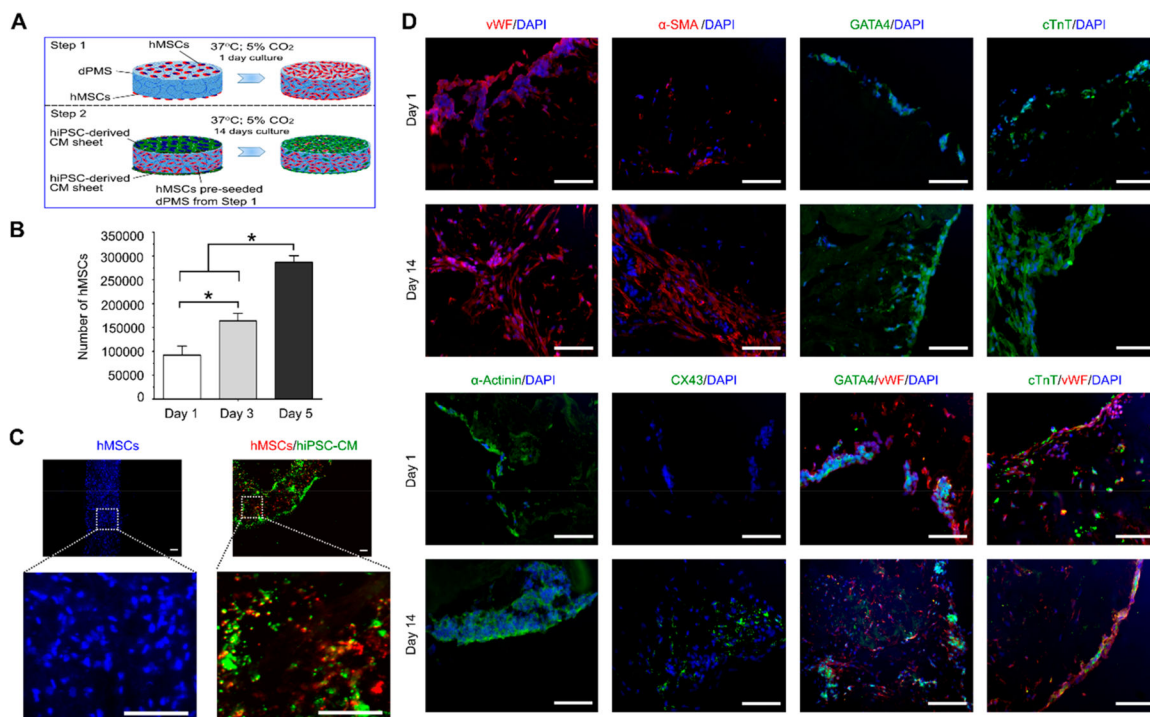 A
Step 1
hMSCs
37°C; 5% CO2
1 day culture
dPMS
hMSCs
Step 2
37°C; 5% CO2
14 days culture
hiPSC-derived
CM sheet
hiPSC-derived
CM sheet
hMSCs pre-seeded
dPMS from Step 1
B
Number of hMSCs
350000
300000
250000
200000
150000
100000
50000
0
*
*
Day 1 Day 3 Day 5
C
hMSCs
hMSCs/hiPSC-CM
D
vWF/DAPI
α-SMA /DAPI
GATA4/DAPI
cTnT/DAPI
Day 1
Day 14
α-Actinin/DAPI
CX43/DAPI
GATA4/vWF/DAPI
cTnT/vWF/DAPI
Day 1
Day 14